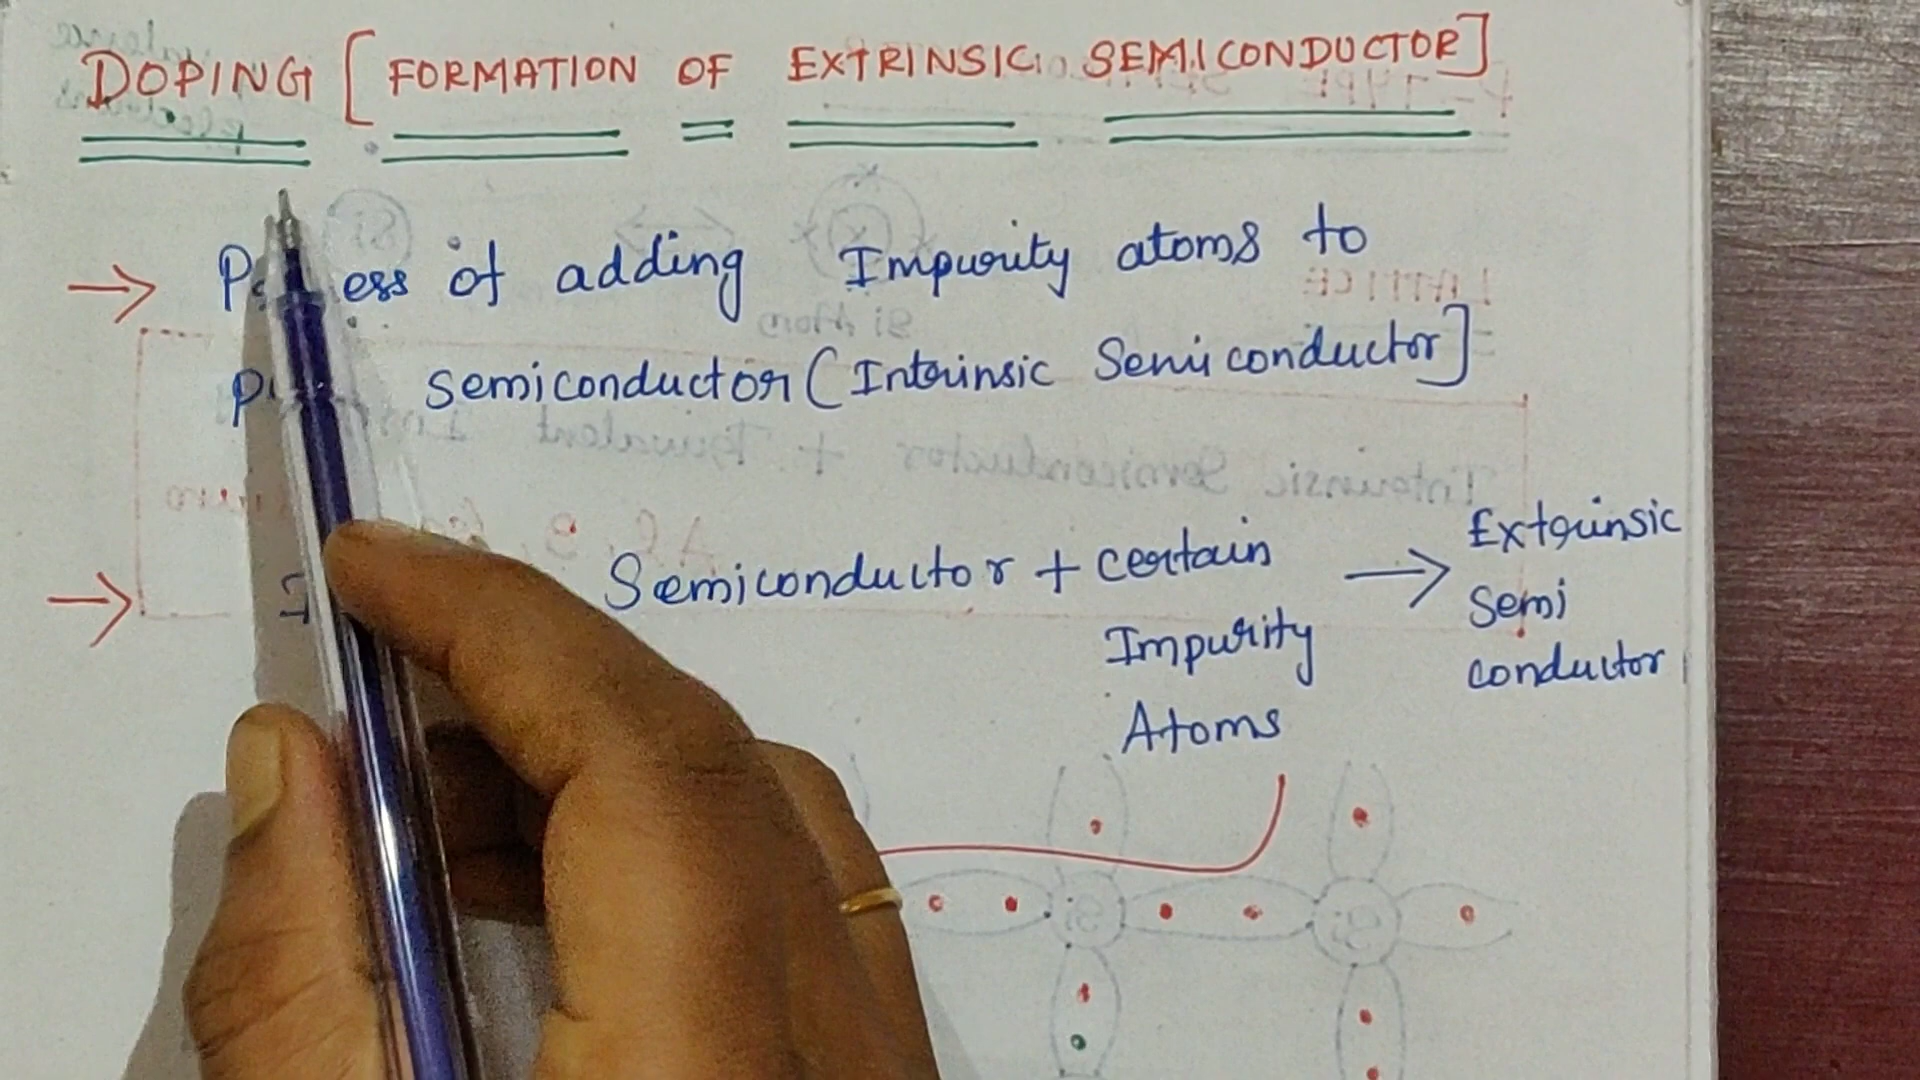 DOPING [FORMATION OF EXTRINSIC SEMICONDUCTOR]
of adding Impurity atoms to
semiconductor (Intrinsic Semiconductor]
Semiconductor + certain Impurity Atoms → Extrinsic Semi conductor